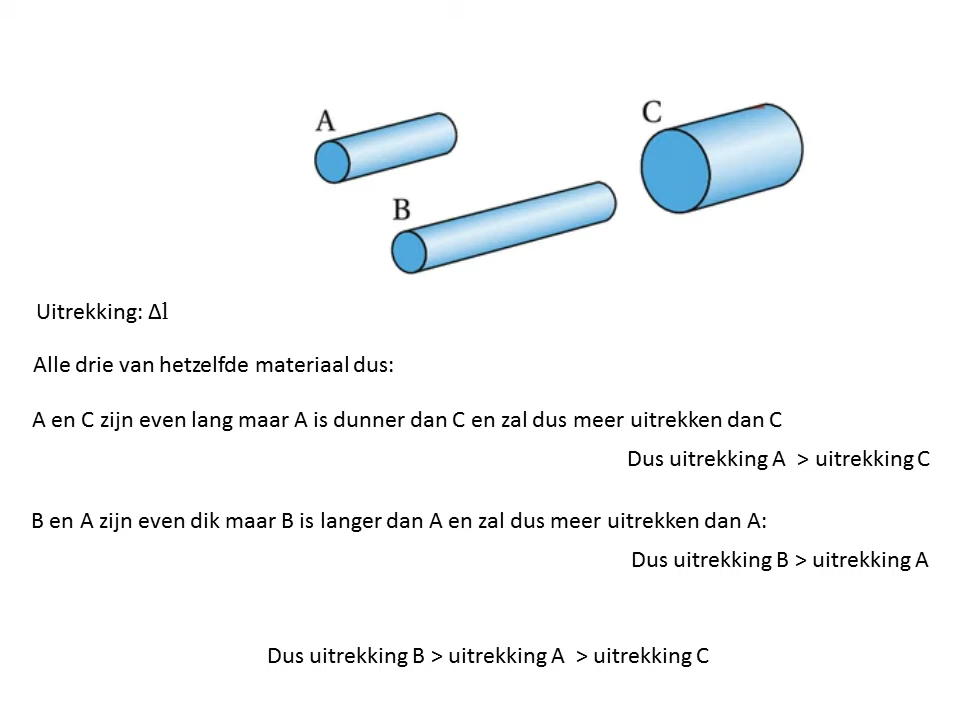 A
C
B
Uitrekking: Δl
Alle drie van hetzelfde materiaal dus:
A en C zijn even lang maar A is dunner dan C en zal dus meer uitrekken dan C
Dus uitrekking A > uitrekking C
B en A zijn even dik maar B is langer dan A en zal dus meer uitrekken dan A:
Dus uitrekking B > uitrekking A
Dus uitrekking B > uitrekking A > uitrekking C